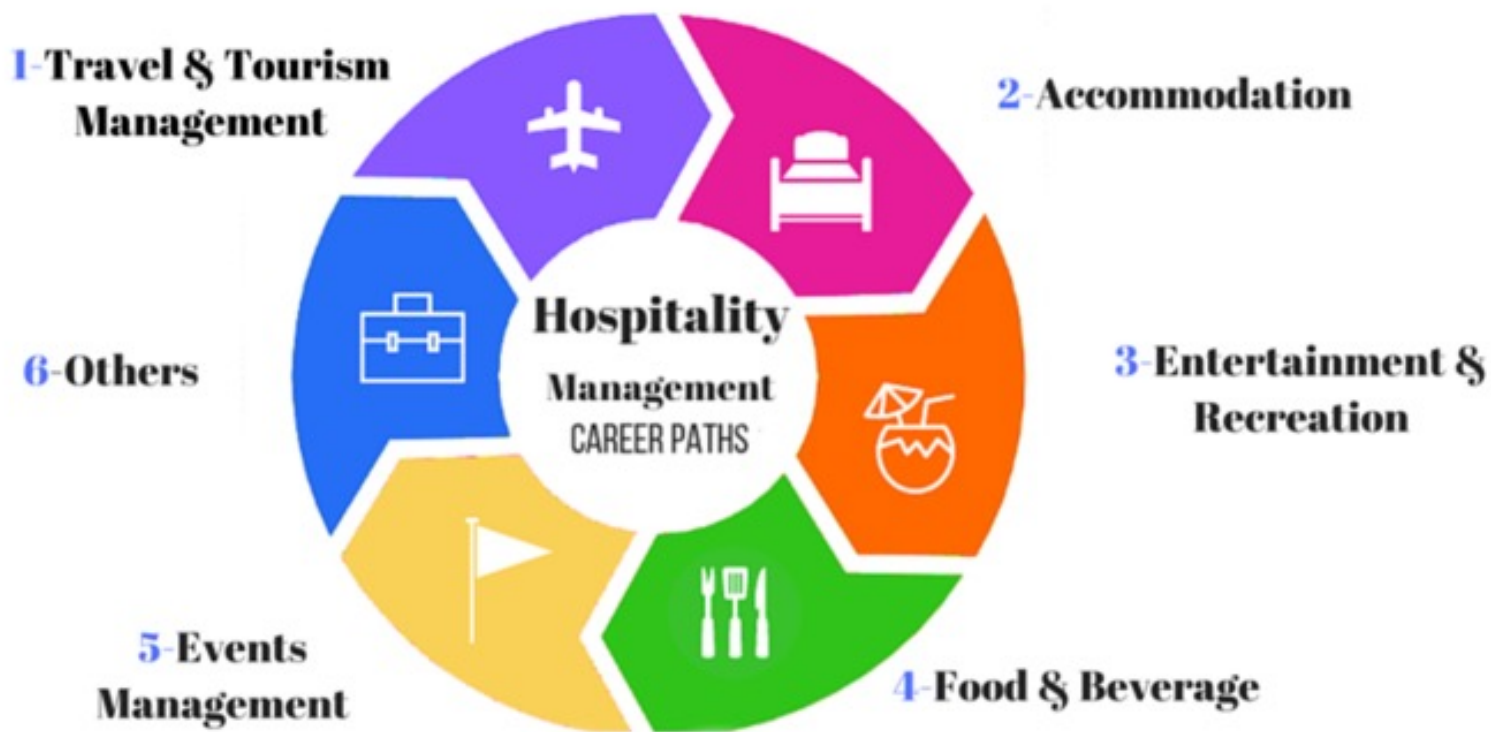 1-Travel & Tourism
Management
2-Accommodation
3-Entertainment &
Recreation
4-Food & Beverage
5-Events
Management
6-Others
Hospitality
Management
CAREER PATHS